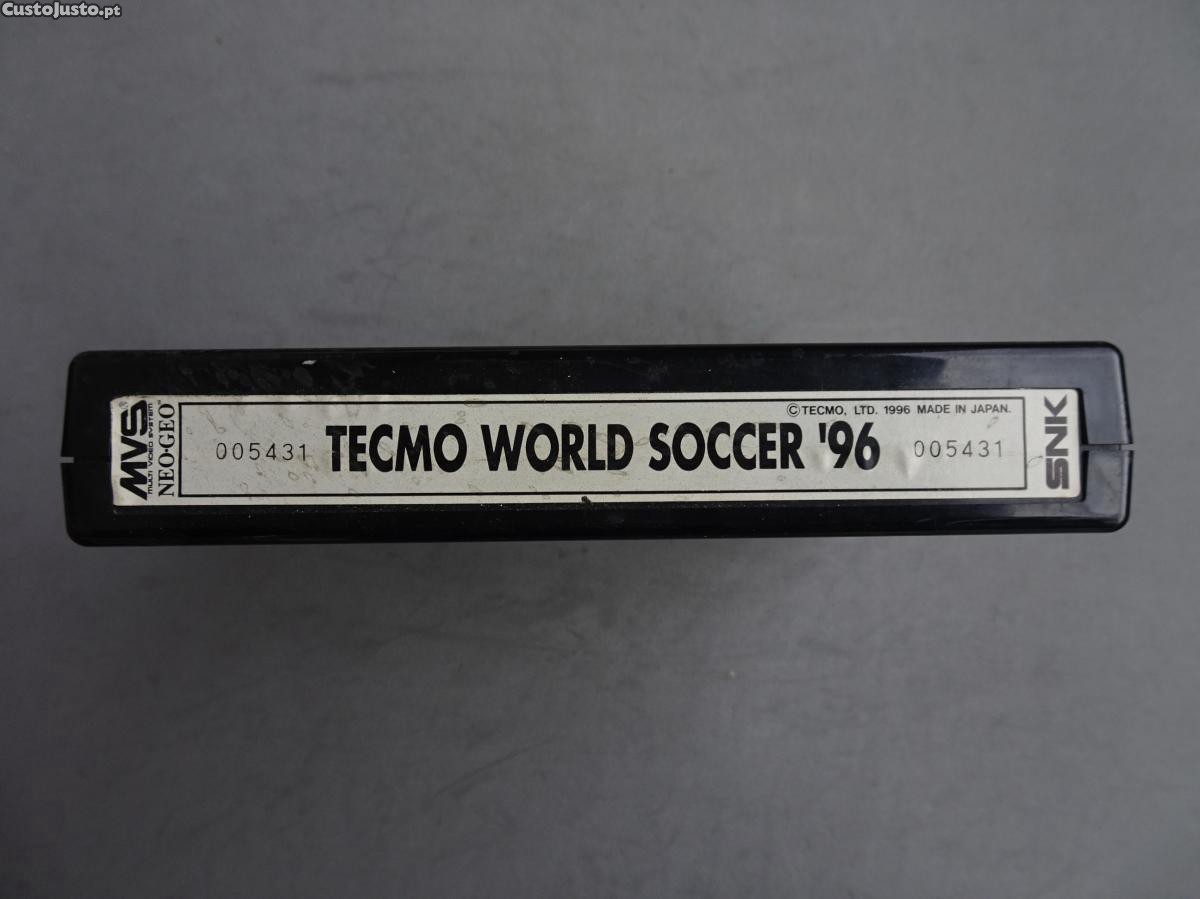 CustoJusto.pt
MVS
MULTI VIDEO SYSTEM
NEO•GEO
©TECMO, LTD. 1996 MADE IN JAPAN.
005431 TECMO WORLD SOCCER '96 005431
SNK